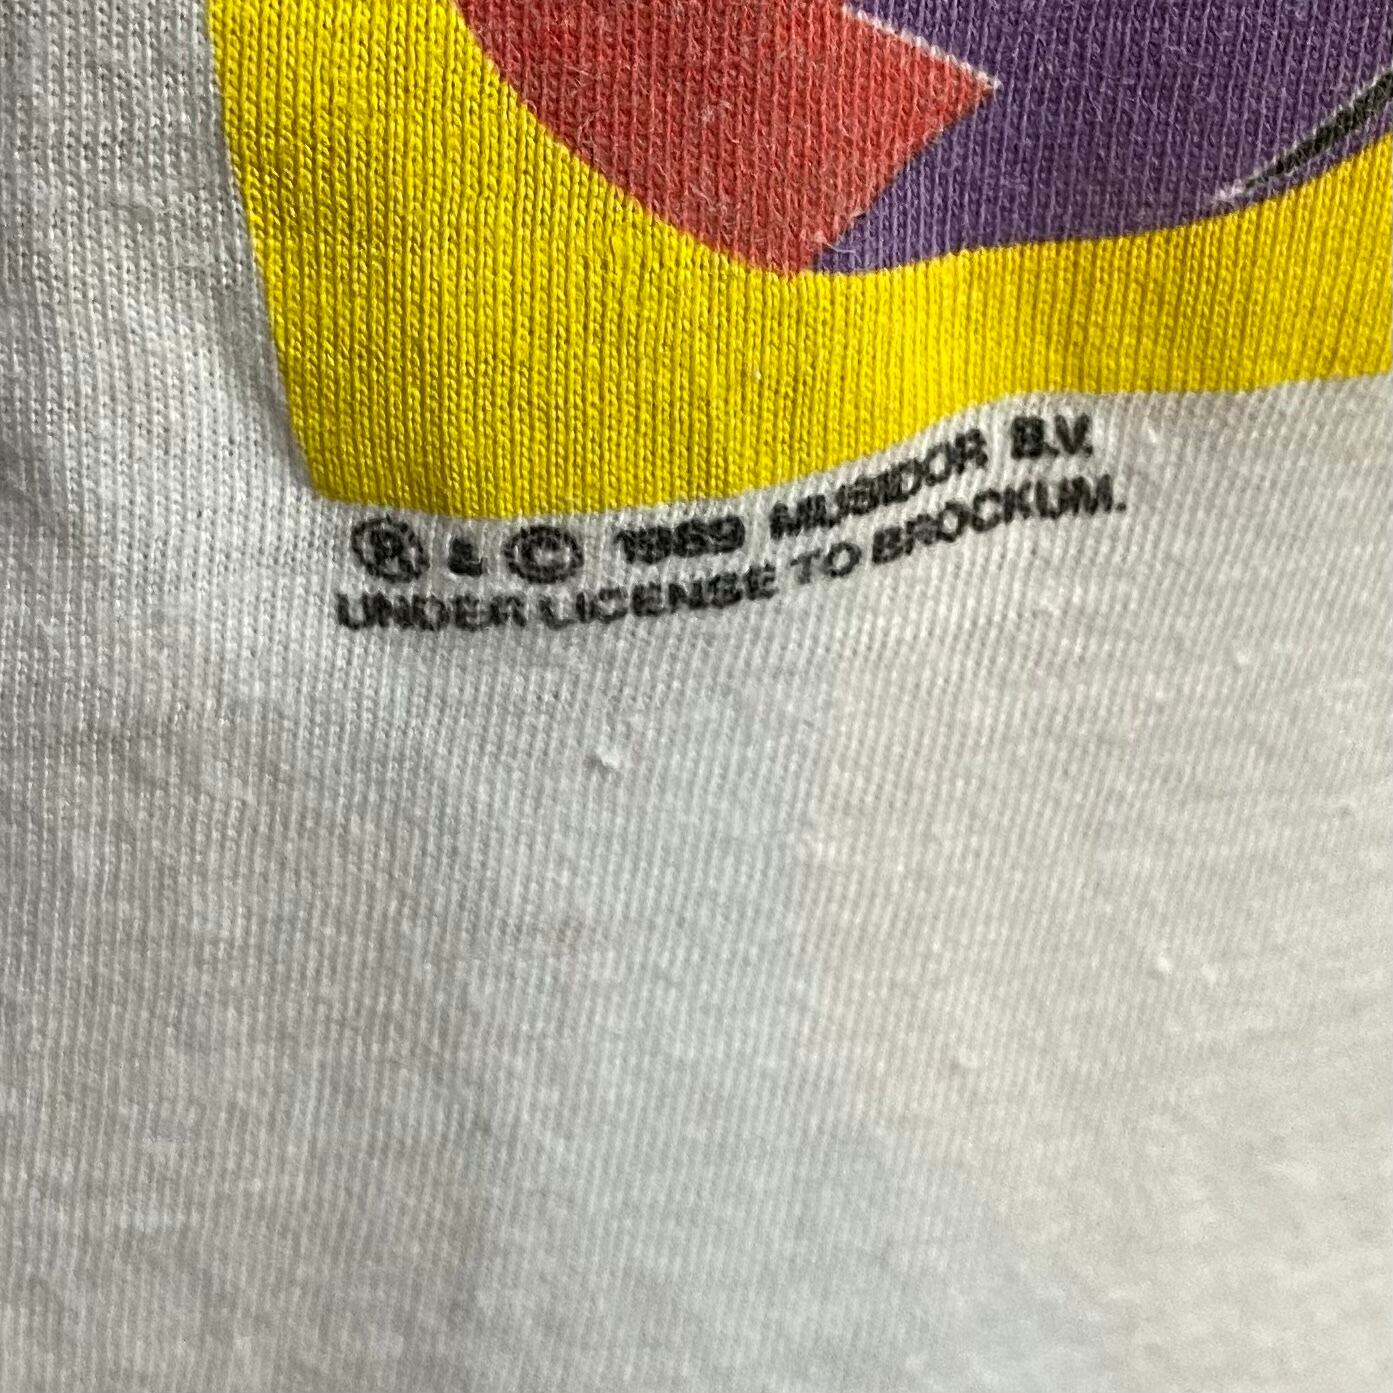 ® & © 1989 MUSIDOR B.V.
UNDER LICENSE TO BROCKUM.